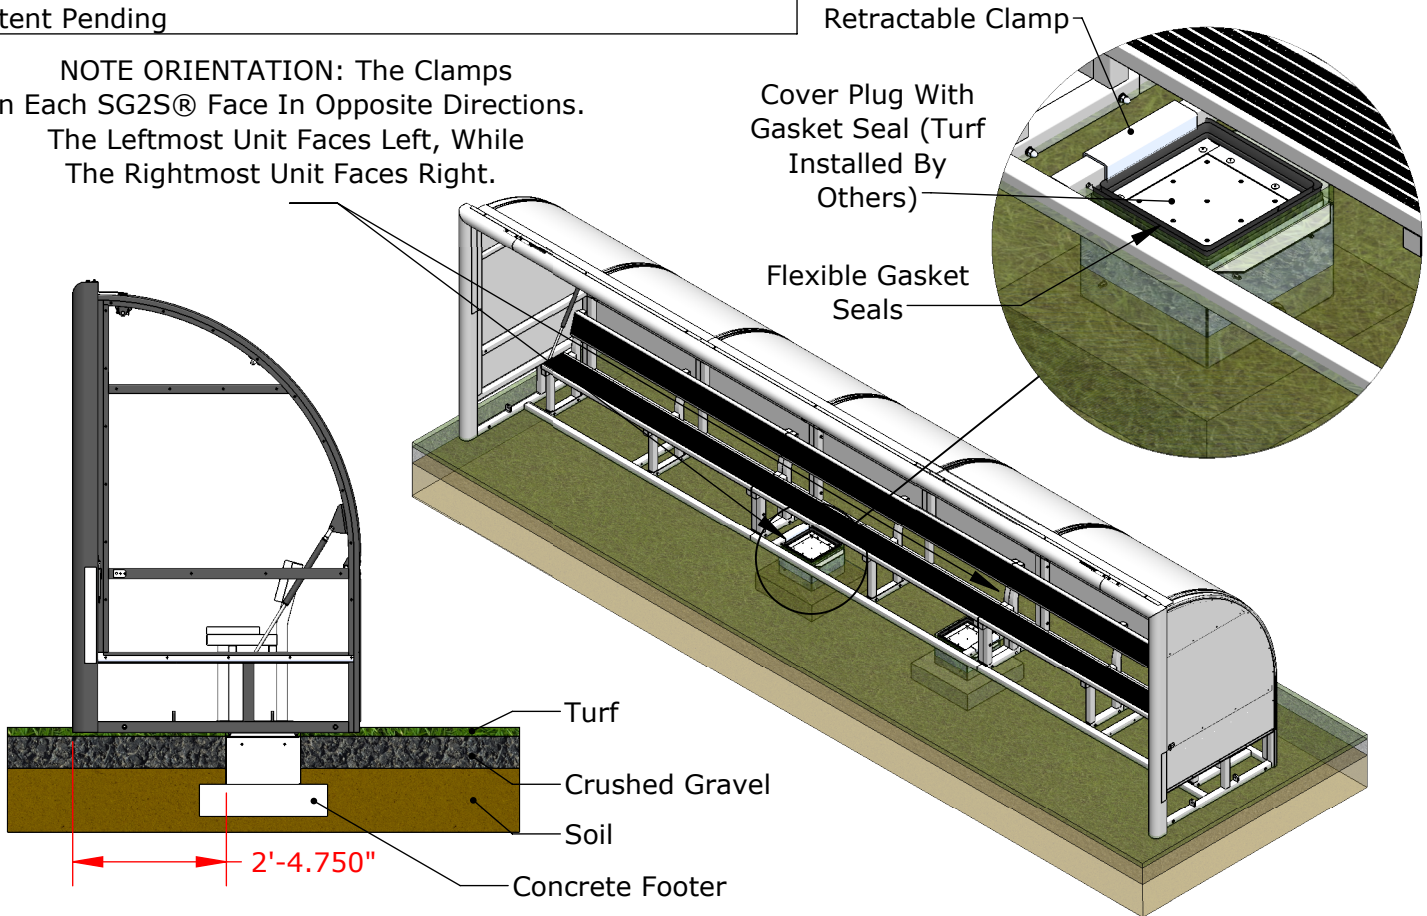 tent Pending
NOTE ORIENTATION: The Clamps
n Each SG2S® Face In Opposite Directions.
The Leftmost Unit Faces Left, While
The Rightmost Unit Faces Right.
Retractable Clamp
Cover Plug With
Gasket Seal (Turf
Installed By
Others)
Flexible Gasket
Seals
Turf
Crushed Gravel
Soil
2'-4.750"
Concrete Footer